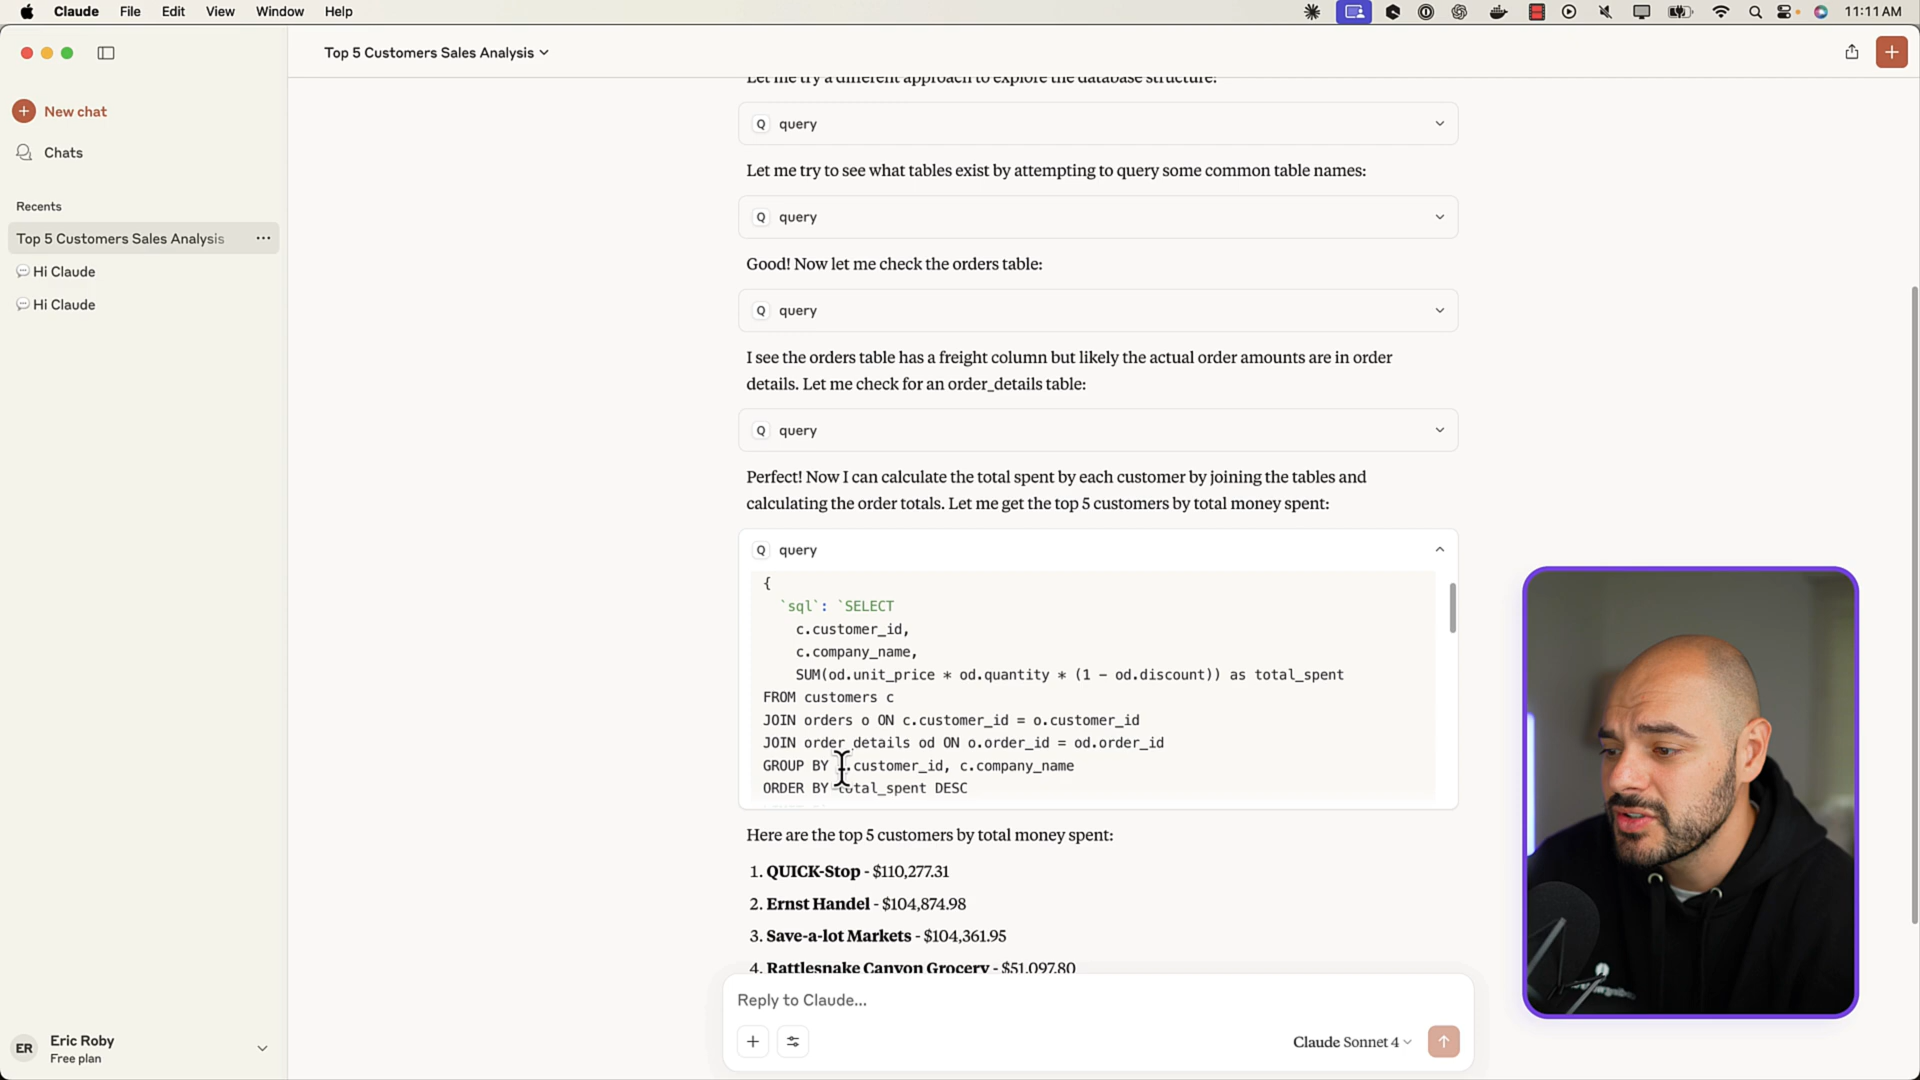 Claude File Edit View Window Help 11:11 AM
Top 5 Customers Sales Analysis
New chat
Chats
Recents
Top 5 Customers Sales Analysis
Hi Claude
Hi Claude
Let me try a different approach to explore the database structure:
Q query
Let me try to see what tables exist by attempting to query some common table names:
Q query
Good! Now let me check the orders table:
Q query
I see the orders table has a freight column but likely the actual order amounts are in order
details. Let me check for an order_details table:
Q query
Perfect! Now I can calculate the total spent by each customer by joining the tables and
calculating the order totals. Let me get the top 5 customers by total money spent:
Q query
{
`sql`: `SELECT
c.customer_id,
c.company_name,
SUM(od.unit_price * od.quantity * (1 - od.discount)) as total_spent
FROM customers c
JOIN orders o ON c.customer_id = o.customer_id
JOIN order_details od ON o.order_id = od.order_id
GROUP BY c.customer_id, c.company_name
ORDER BY total_spent DESC
Here are the top 5 customers by total money spent:
1. QUICK-Stop - $110,277.31
2. Ernst Handel - $104,874.98
3. Save-a-lot Markets - $104,361.95
4. Rattlesnake Canyon Grocery - $51,097.80
Reply to Claude...
Claude Sonnet 4
ER
Eric Roby
Free plan